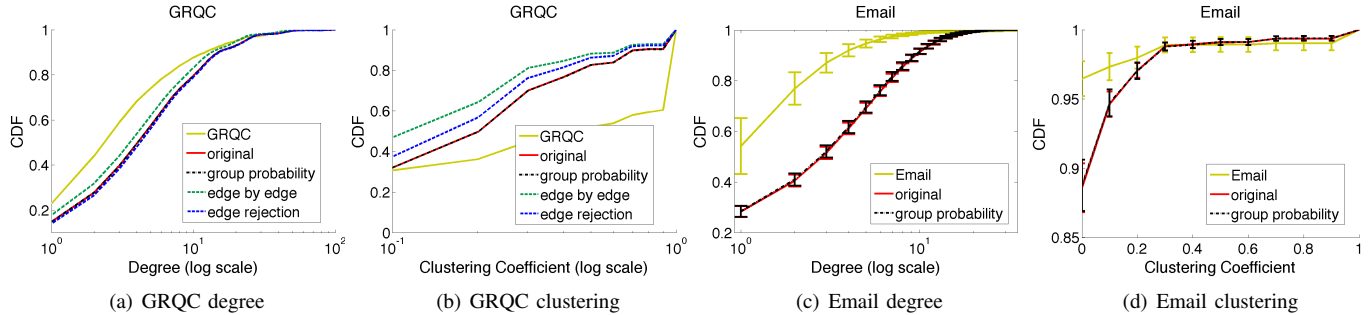 GRQC
CDF
1
0.8
0.6
0.4
0.2
10^0
10^1
10^2
Degree (log scale)
GRQC
original
group probability
edge by edge
edge rejection
(a) GRQC degree
GRQC
CDF
1
0.8
0.6
0.4
0.2
0
10^-1
10^0
Clustering Coefficient (log scale)
GRQC
original
group probability
edge by edge
edge rejection
(b) GRQC clustering
Email
CDF
1
0.8
0.6
0.4
0.2
10^0
10^1
Degree (log scale)
Email
original
group probability
(c) Email degree
Email
CDF
1
0.95
0.9
0.85
0
0.2
0.4
0.6
0.8
1
Clustering Coefficient
Email
original
group probability
(d) Email clustering